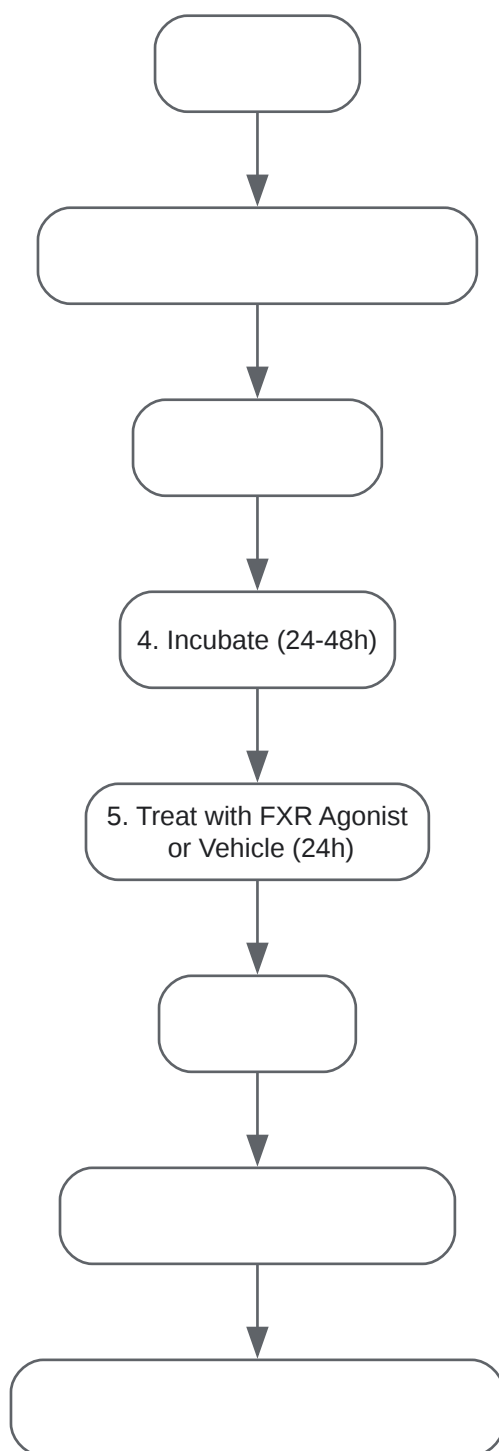 4. Incubate (24-48h)
5. Treat with FXR Agonist
or Vehicle (24h)